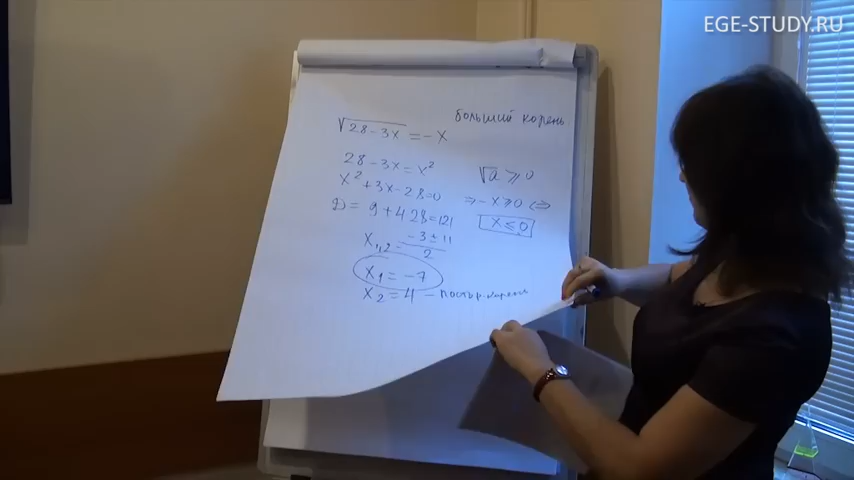 EGE-STUDY.RU
больший корень
√28-3x = -x
28-3x = x²
x²+3x-28=0
D = 9+4·28=121
x₁,₂ = (-3±11)/2
x₁ = -7
x₂ = 4 — постор. корень
√a ⩾ 0
⇒ -x⩾0 ⇔
x ⩽ 0